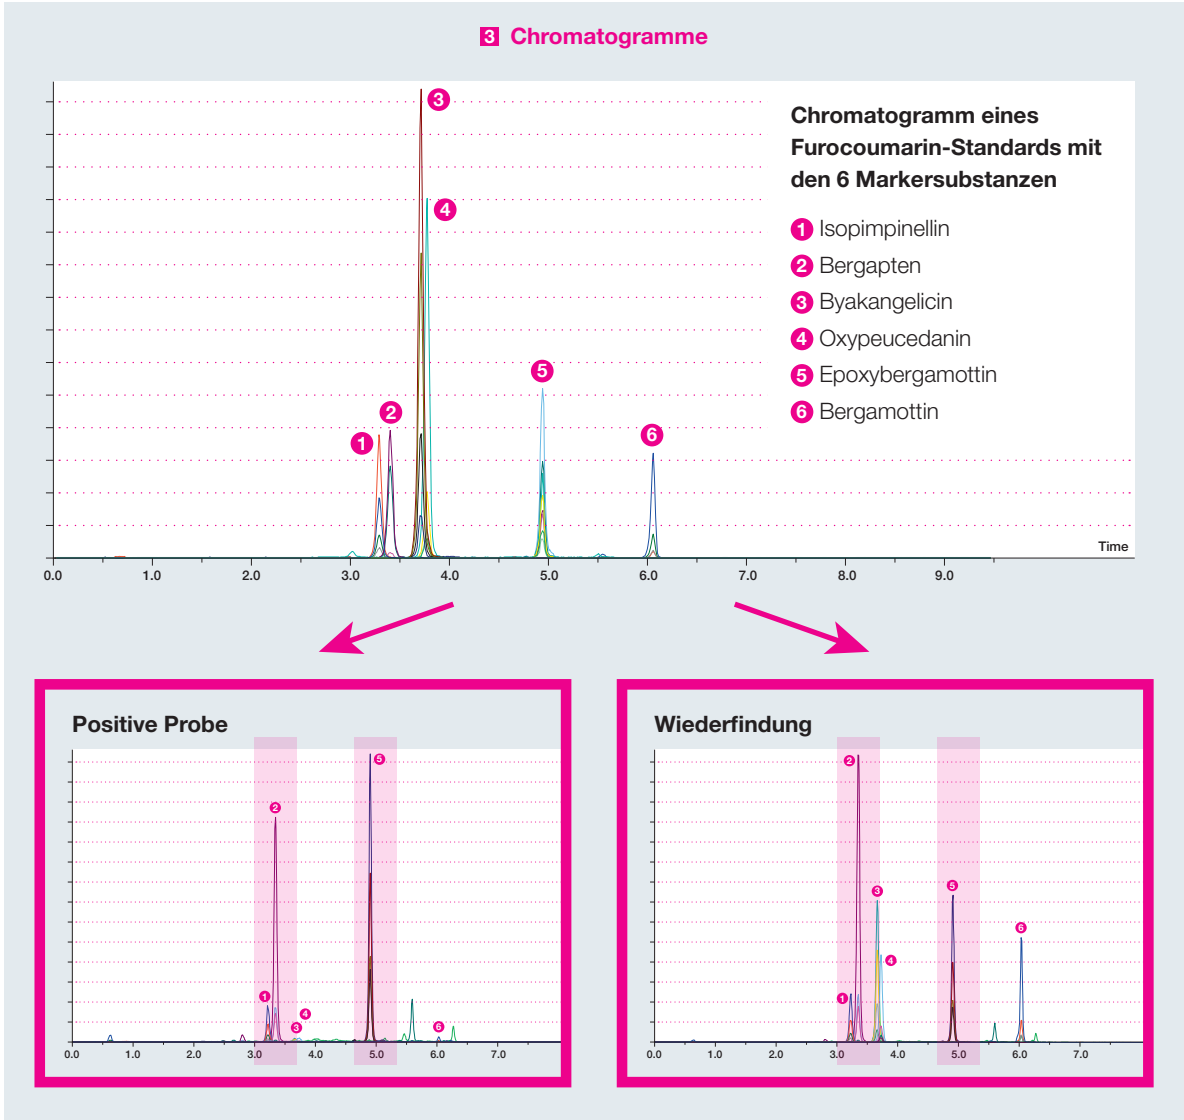 3 Chromatogramme
Chromatogramm eines
Furocoumarin-Standards mit
den 6 Markersubstanzen
1 Isopimpinellin
2 Bergapten
3 Byakangelicin
4 Oxypeucedanin
5 Epoxybergamottin
6 Bergamottin
3
4
5
2
1
6
Time
0.0 1.0 2.0 3.0 4.0 5.0 6.0 7.0 8.0 9.0
Positive Probe
5
2
1
4
3
6
0.0 1.0 2.0 3.0 4.0 5.0 6.0 7.0
Wiederfindung
2
3
5
6
4
1
0.0 1.0 2.0 3.0 4.0 5.0 6.0 7.0